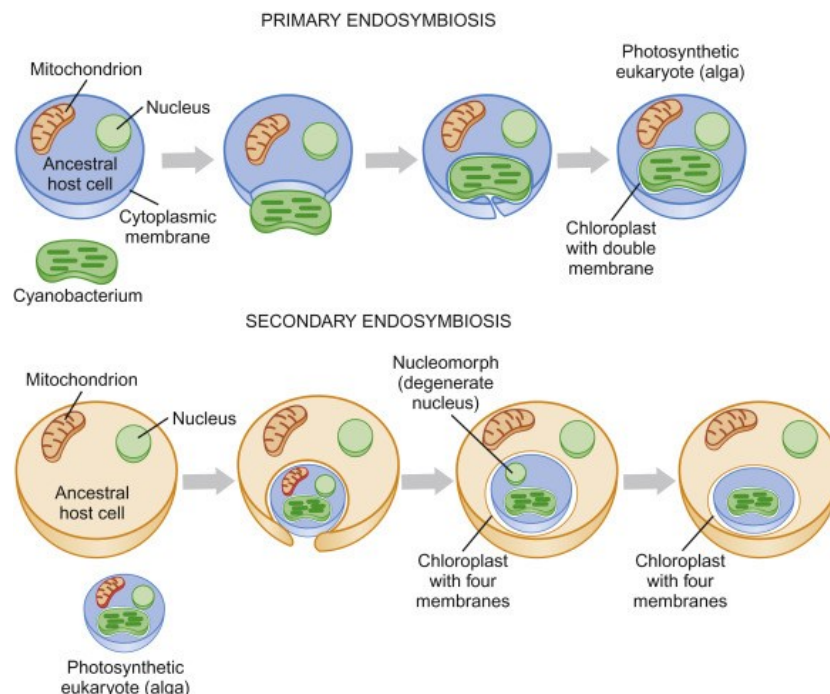 PRIMARY ENDOSYMBIOSIS
Mitochondrion
Nucleus
Ancestral
host cell
Cytoplasmic
membrane
Cyanobacterium
Photosynthetic
eukaryote (alga)
Chloroplast
with double
membrane
SECONDARY ENDOSYMBIOSIS
Mitochondrion
Nucleus
Ancestral
host cell
Photosynthetic
eukaryote (alga)
Nucleomorph
(degenerate
nucleus)
Chloroplast
with four
membranes
Chloroplast
with four
membranes